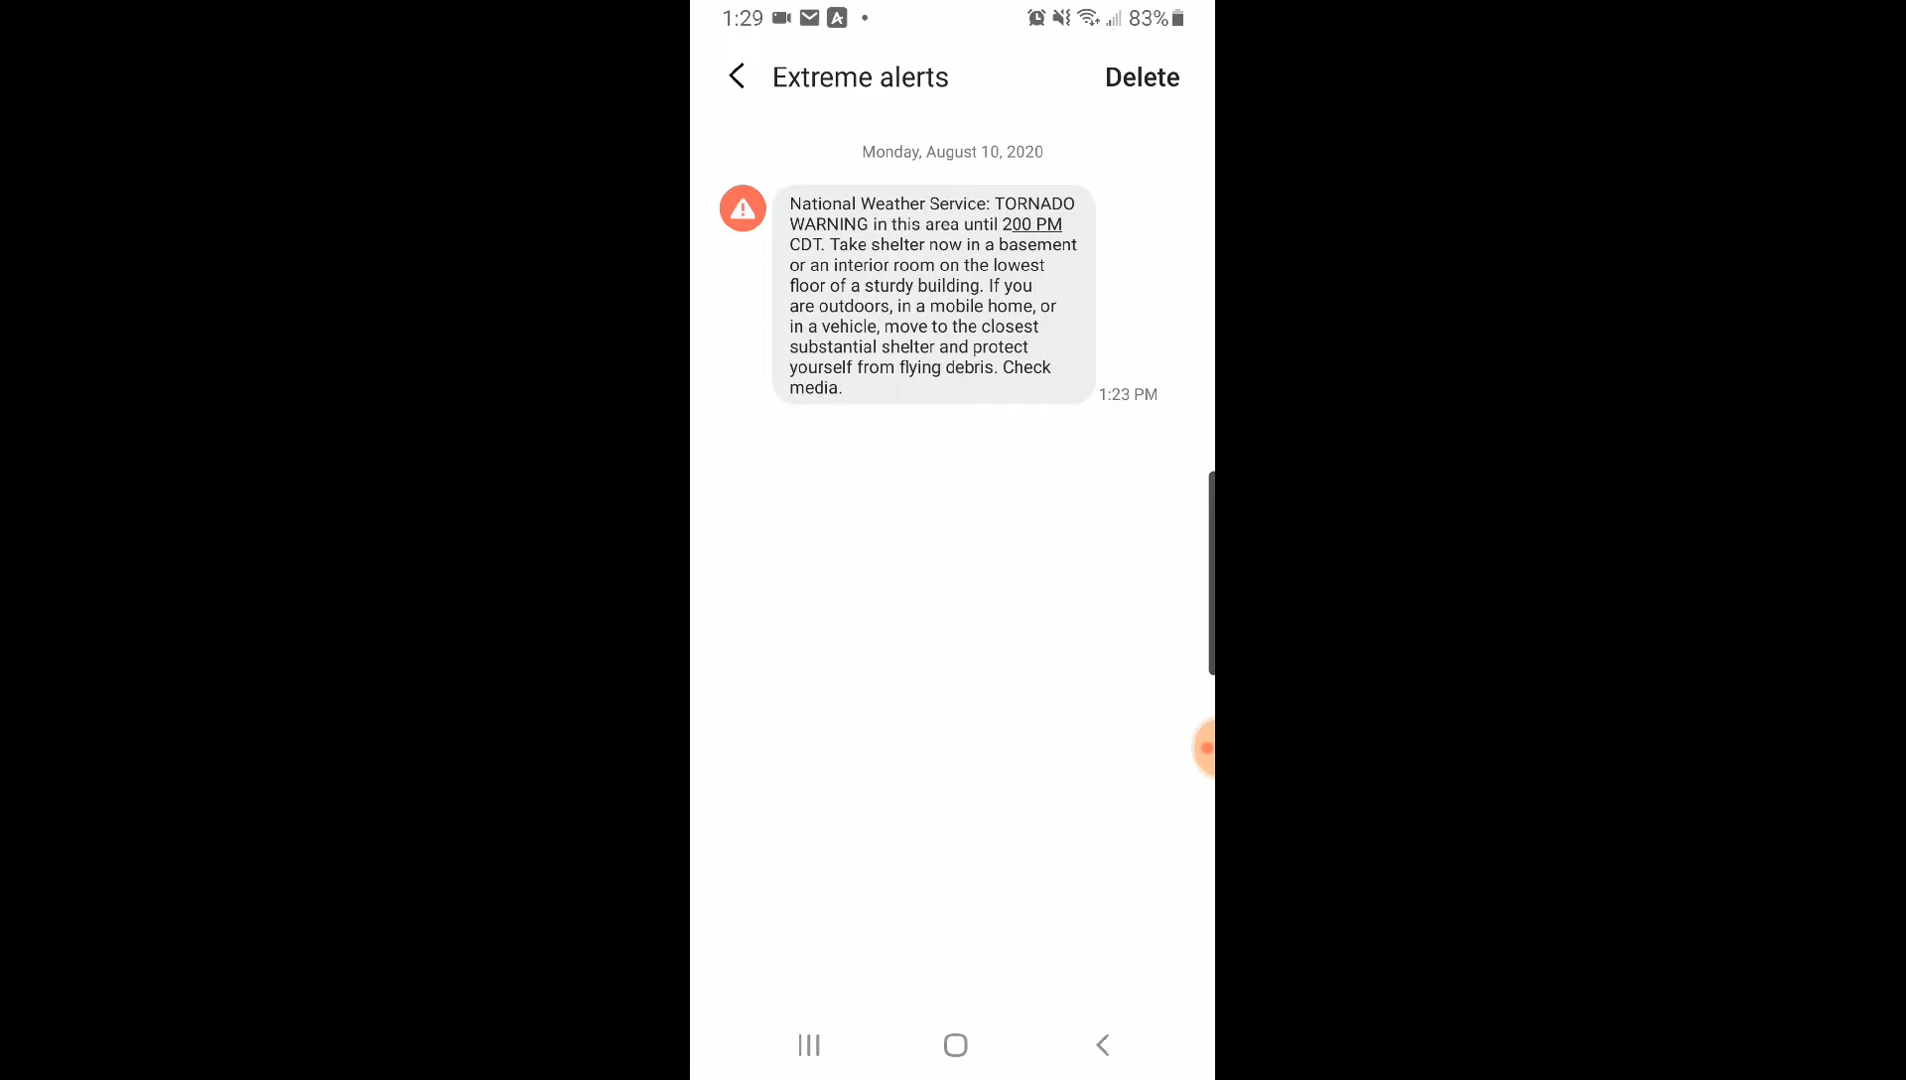 1:29 83%
Extreme alerts Delete
Monday, August 10, 2020
National Weather Service: TORNADO
WARNING in this area until 200 PM
CDT. Take shelter now in a basement
or an interior room on the lowest
floor of a sturdy building. If you
are outdoors, in a mobile home, or
in a vehicle, move to the closest
substantial shelter and protect
yourself from flying debris. Check
media.
1:23 PM